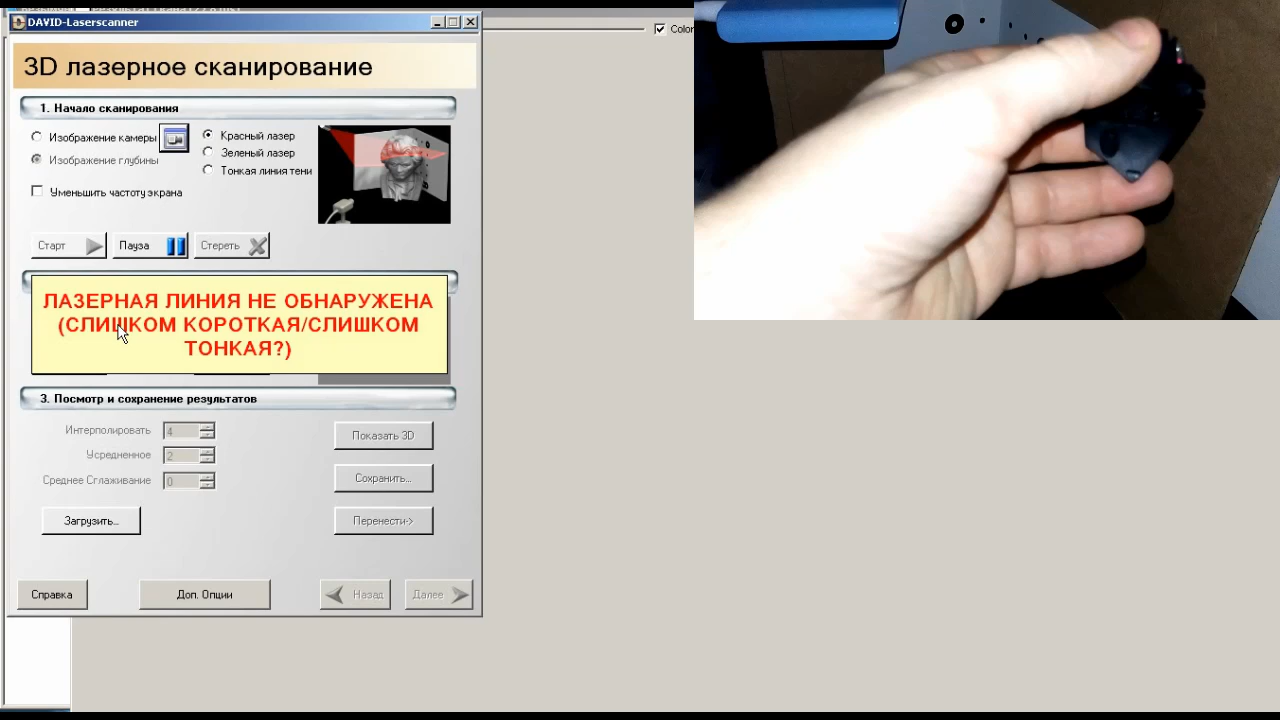 DAVID-Laserscanner
Color
3D лазерное сканирование
1. Начало сканирования
Изображение камеры
Красный лазер
Изображение глубины
Зеленый лазер
Тонкая линия тени
Уменьшить частоту экрана
Старт
Пауза
Стереть
ЛАЗЕРНАЯ ЛИНИЯ НЕ ОБНАРУЖЕНА
(СЛИШКОМ КОРОТКАЯ/СЛИШКОМ
ТОНКАЯ?)
3. Посмотр и сохранение результатов
Интерполировать 4
Показать 3D
Усредненное 2
Среднее Сглаживание 0
Сохранить...
Загрузить...
Перенести->
Справка
Доп. Опции
Назад
Далее